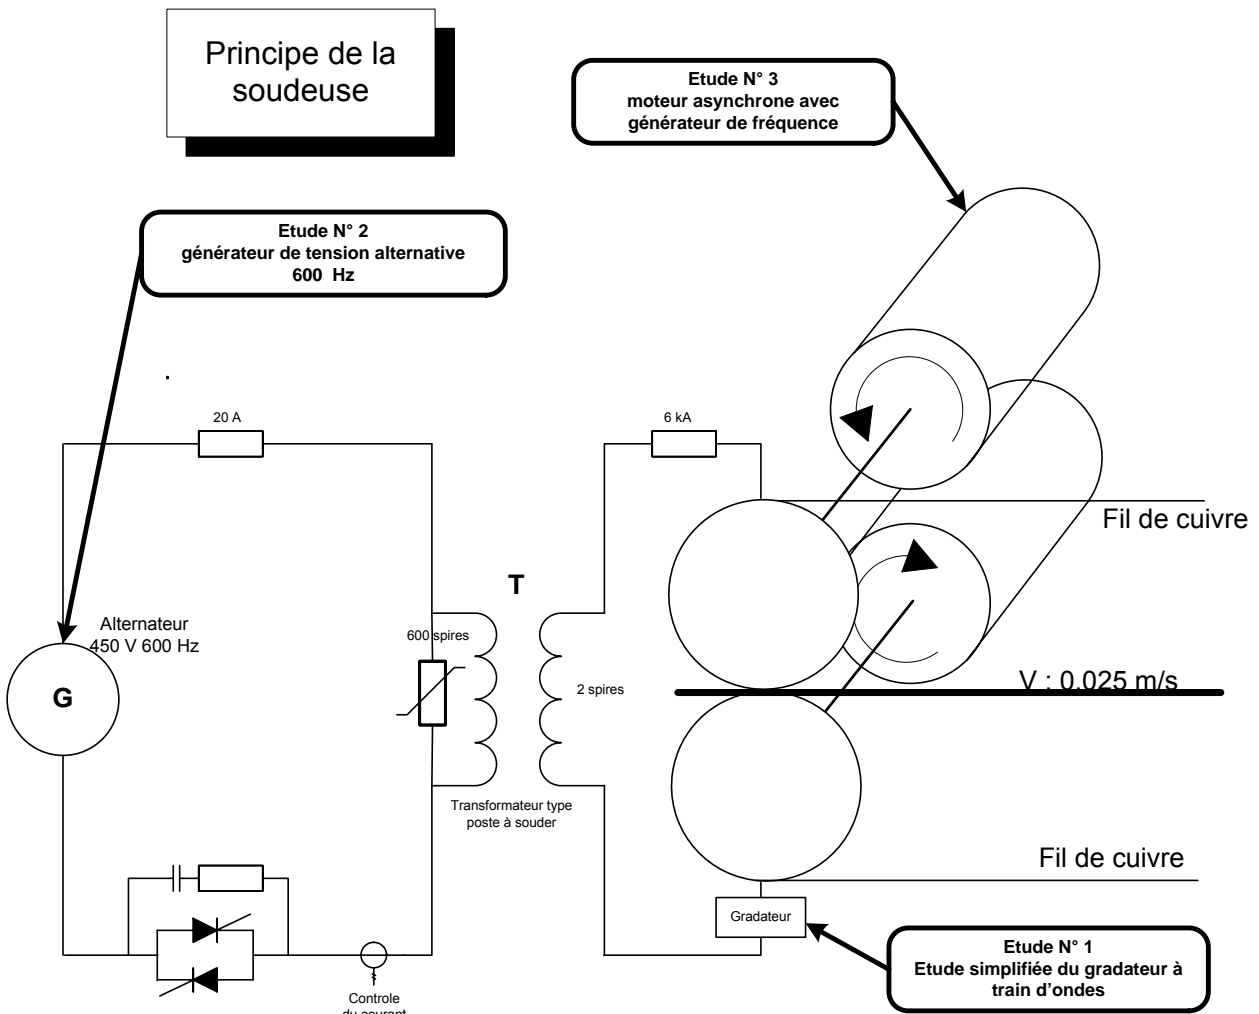 Principe de la
soudeuse
Etude N° 3
moteur asynchrone avec
générateur de fréquence
Etude N° 2
générateur de tension alternative
600 Hz
20 A
6 kA
Fil de cuivre
T
Alternateur
450 V 600 Hz
600 spires
G
2 spires
V : 0.025 m/s
Transformateur type
poste à souder
Fil de cuivre
Gradateur
Etude N° 1
Etude simplifiée du gradateur à
train d'ondes
Controle
du courant